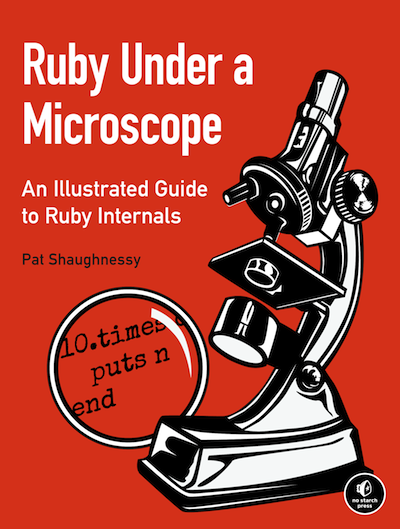 Ruby Under a
Microscope
An Illustrated Guide
to Ruby Internals
Pat Shaughnessy
10.times
puts n
end
no starch
press